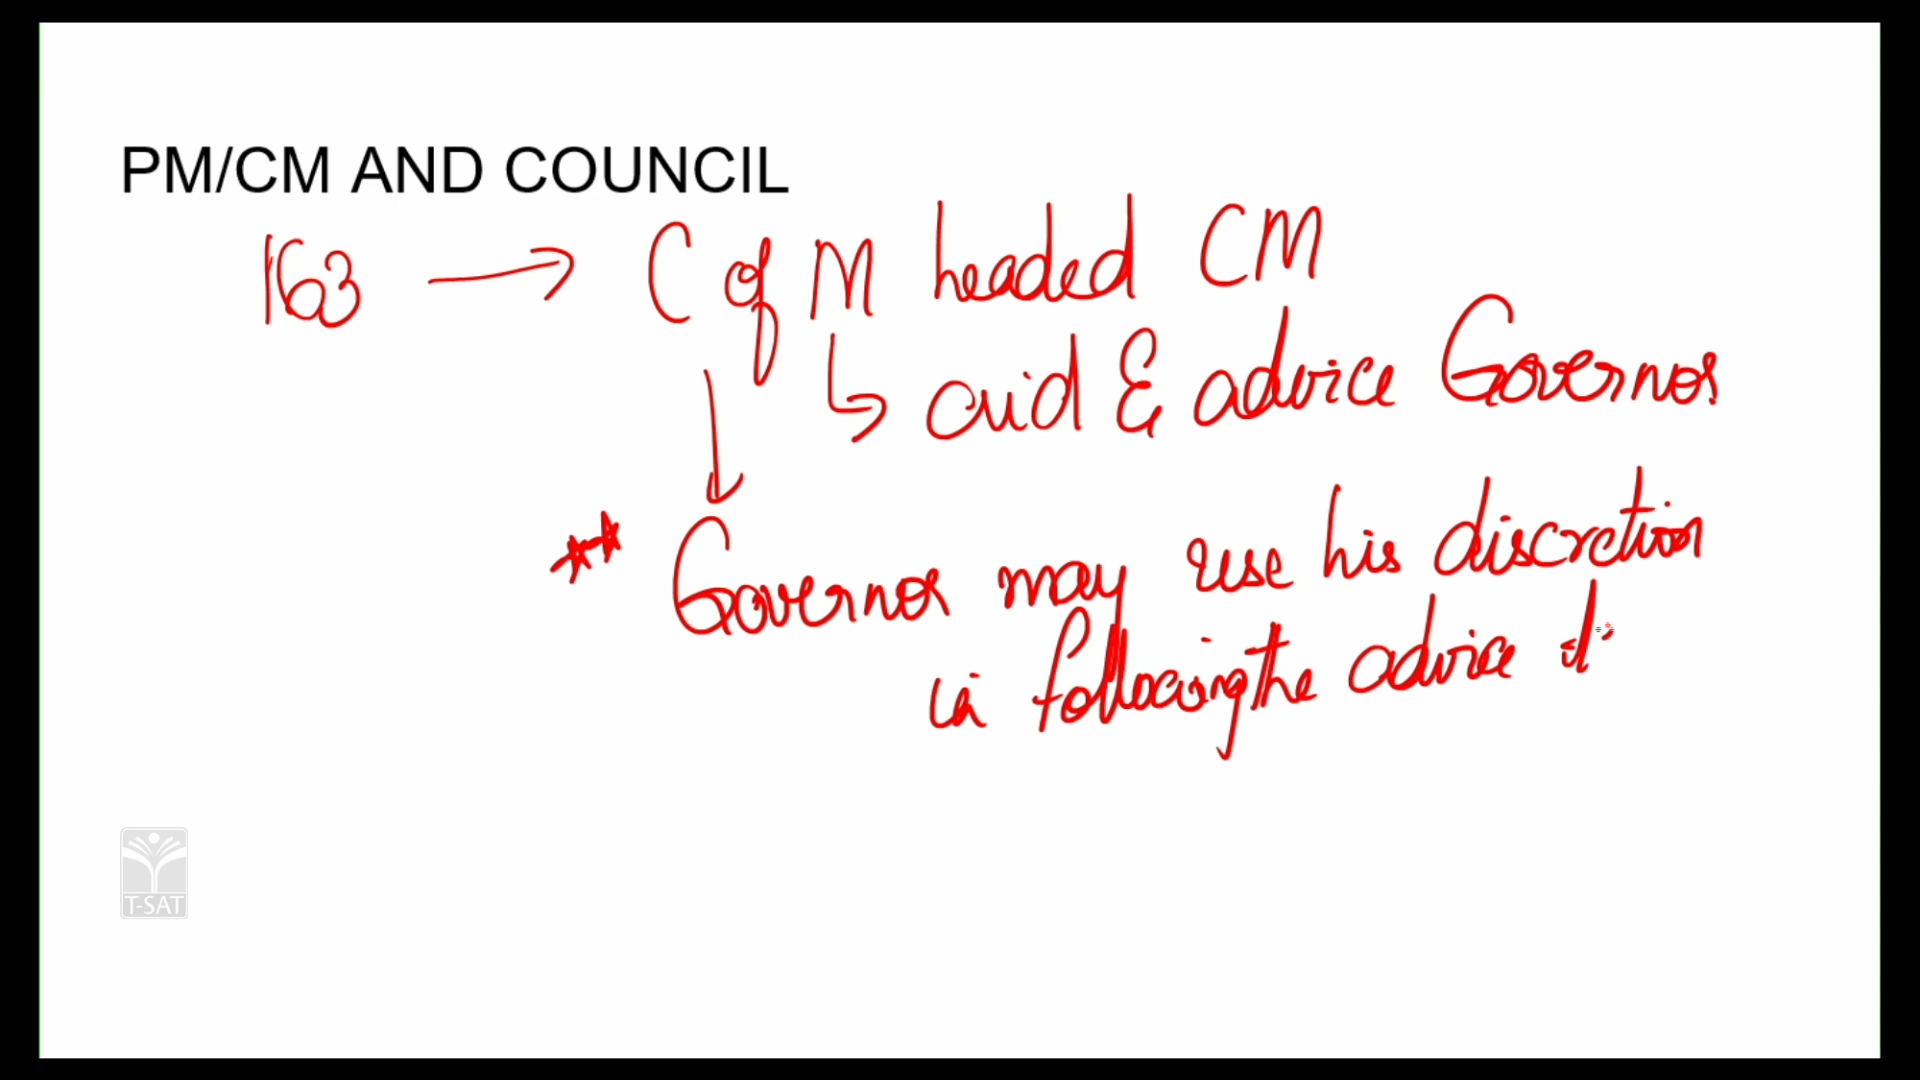 PM/CM AND COUNCIL
163 → C of M headed CM
↳ aid & advice Governor
** Governor may use his discretion
in following the advice
T-SAT